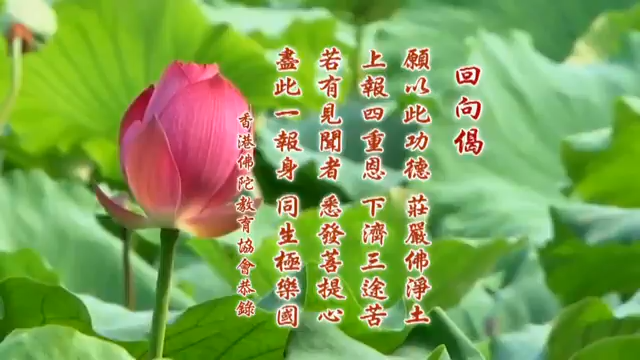 回向偈
願以此功德 莊嚴佛淨土
上報四重恩 下濟三途苦
若有見聞者 悉發菩提心
盡此一報身 同生極樂國
香港佛陀教育協會恭錄